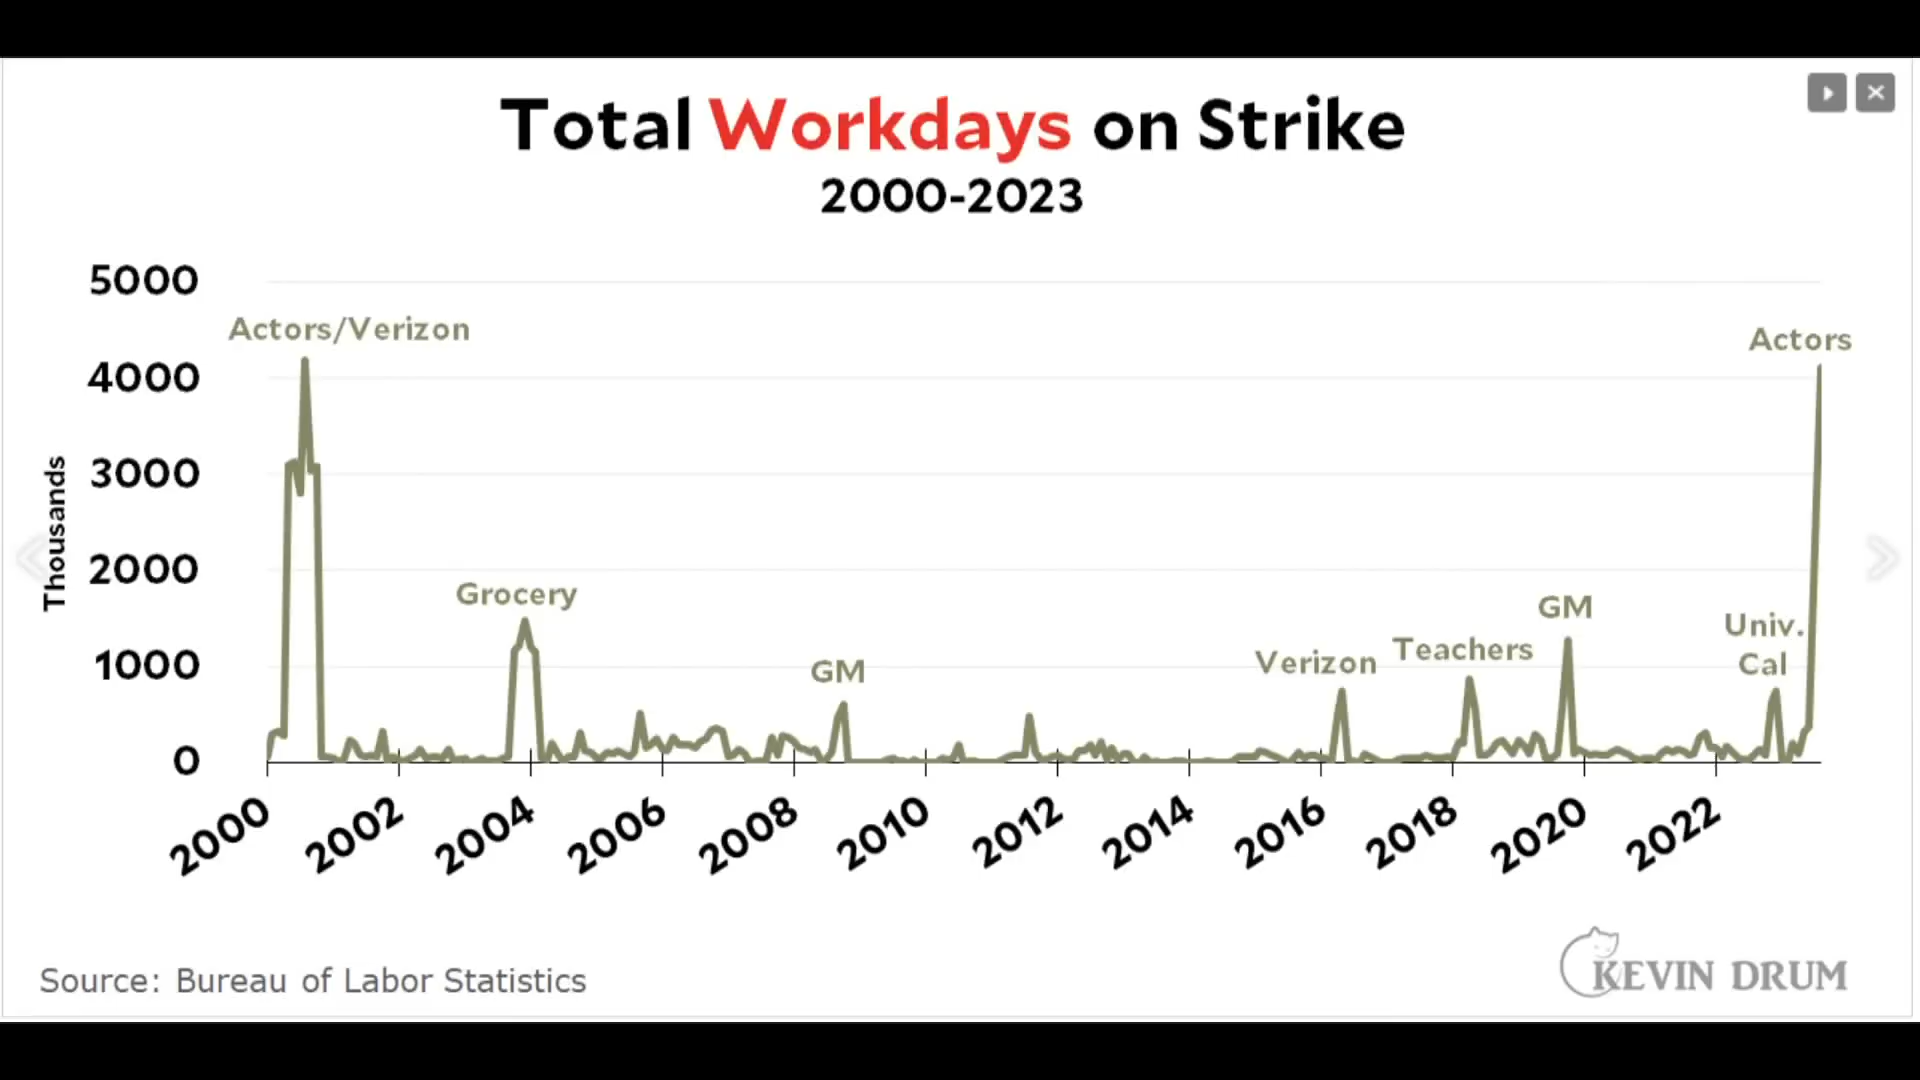 Total Workdays on Strike
2000-2023
5000
Actors/Verizon
Actors
4000
Thousands
3000
2000
Grocery
GM
Univ.
Cal
1000
GM
Verizon
Teachers
0
2000
2002
2004
2006
2008
2010
2012
2014
2016
2018
2020
2022
Source: Bureau of Labor Statistics
KEVIN DRUM